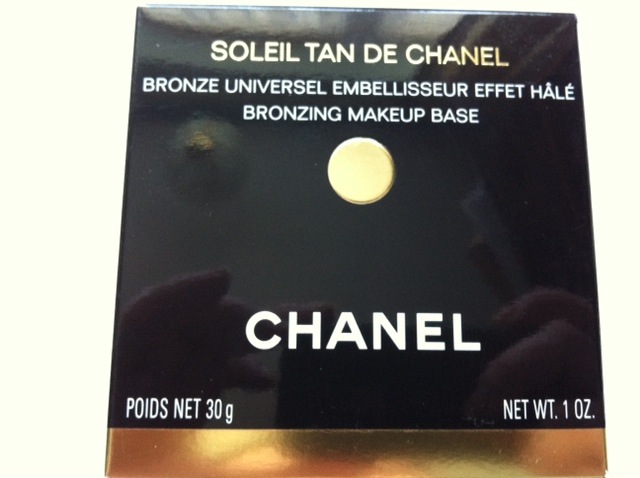 SOLEIL TAN DE CHANEL
BRONZE UNIVERSEL EMBELLISSEUR EFFET HÂLÉ
BRONZING MAKEUP BASE
CHANEL
POIDS NET 30 g NET WT. 1 OZ.